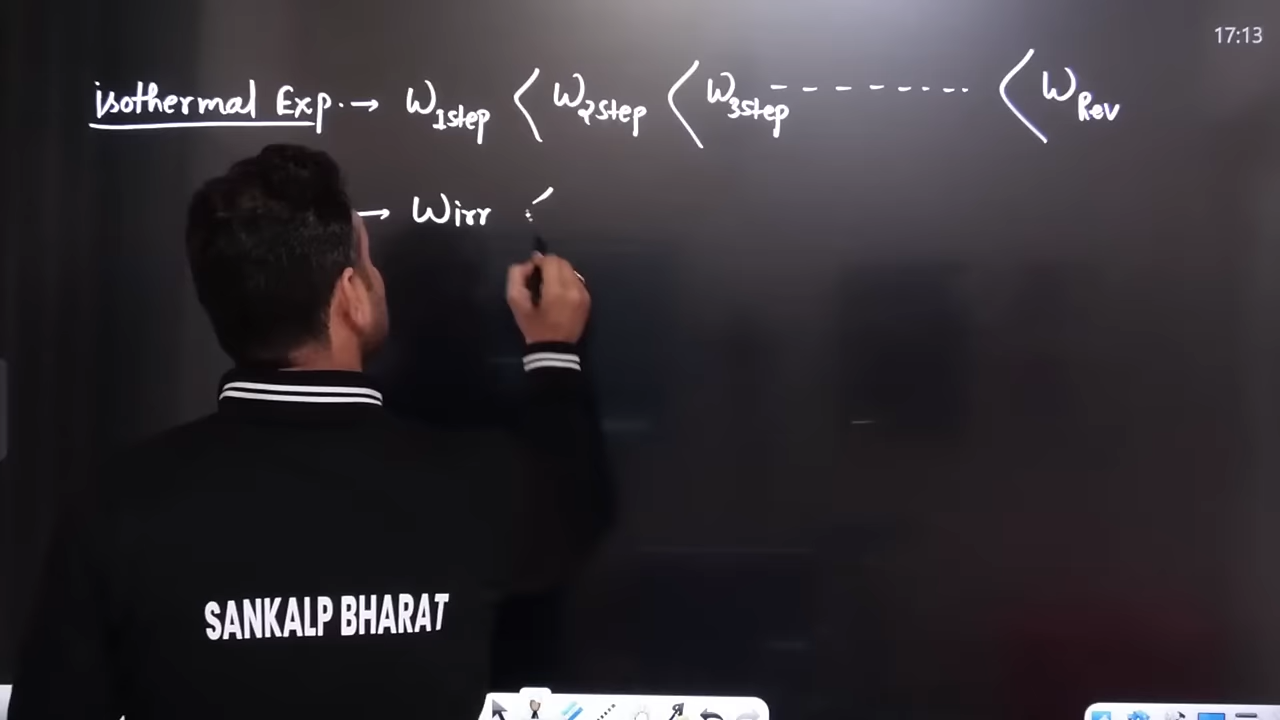 17:13
isothermal Exp. → W1step < W2step < W3step -------- < WRev
→ Wirr
SANKALP BHARAT